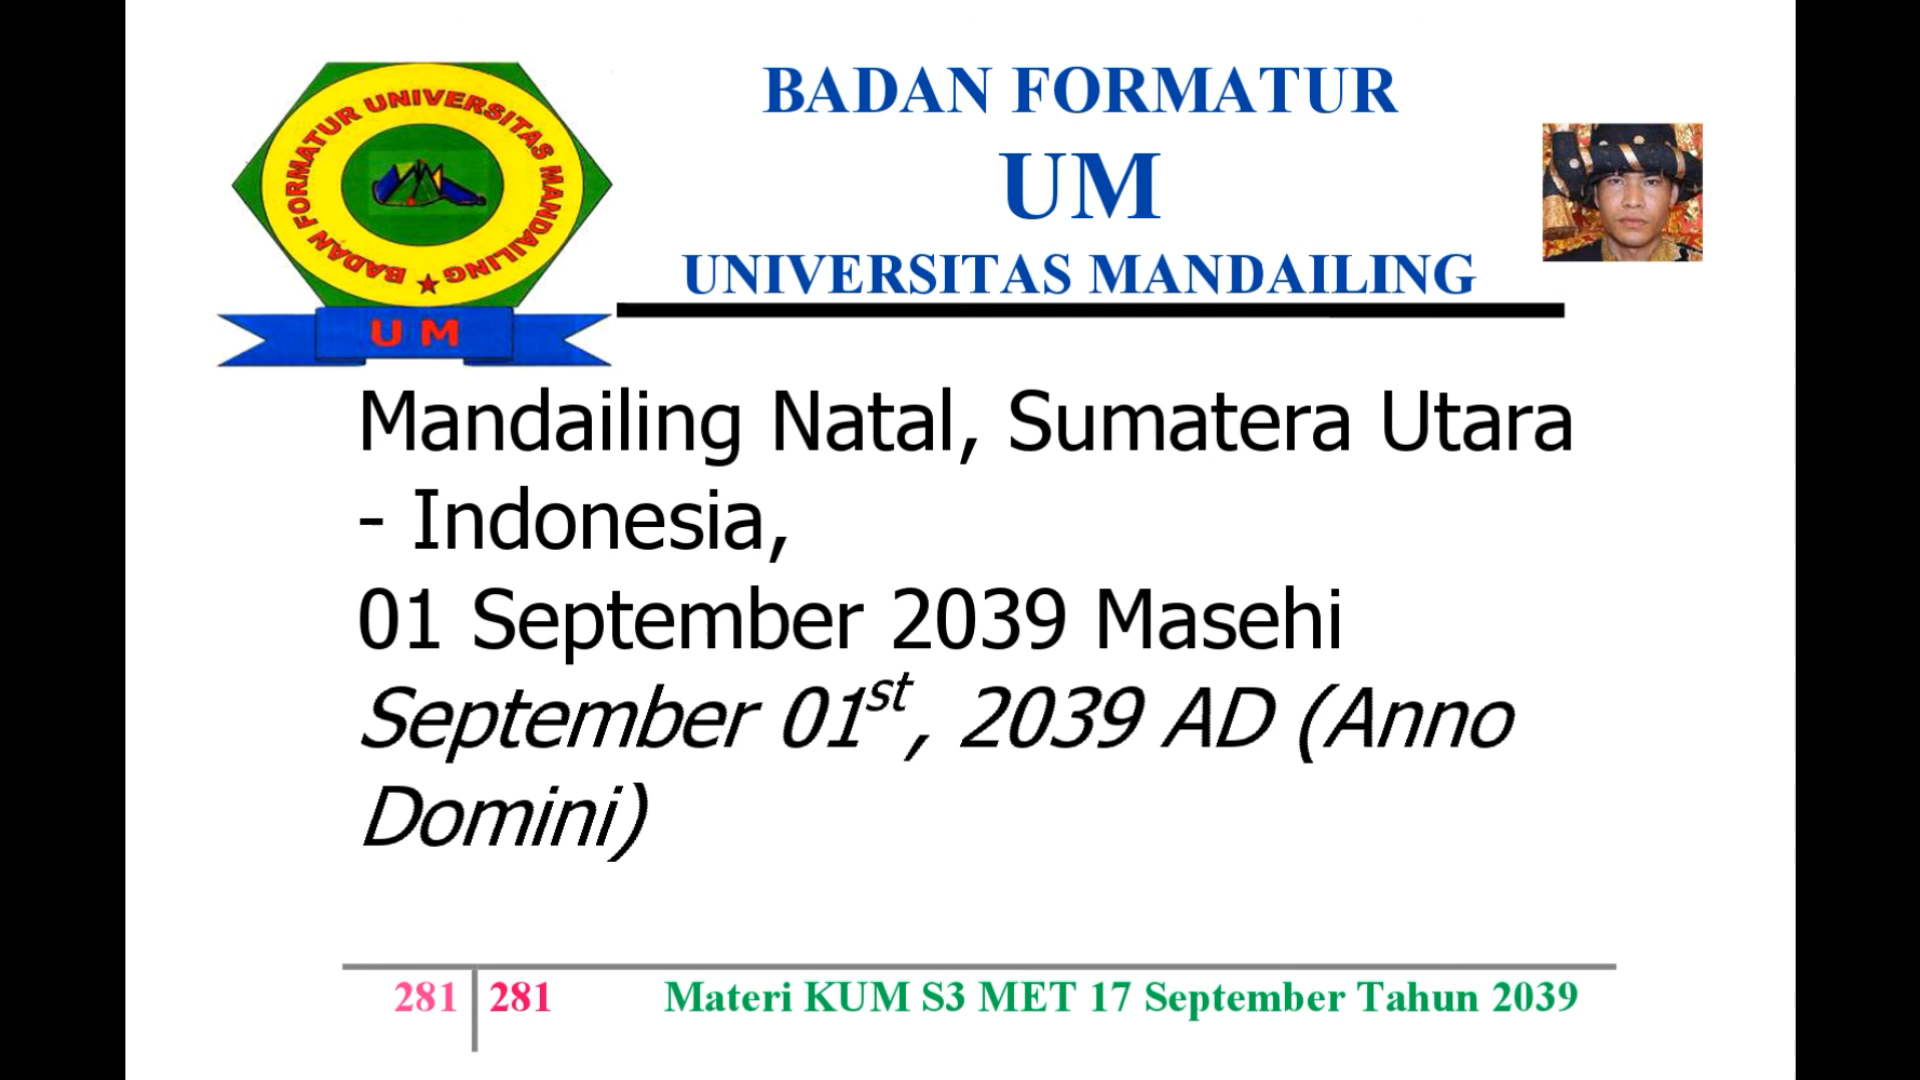 BADAN FORMATUR UNIVERSITAS MANDAILING
U M
BADAN FORMATUR
UM
UNIVERSITAS MANDAILING
Mandailing Natal, Sumatera Utara
- Indonesia,
01 September 2039 Masehi
September 01st, 2039 AD (Anno
Domini)
281 281 Materi KUM S3 MET 17 September Tahun 2039